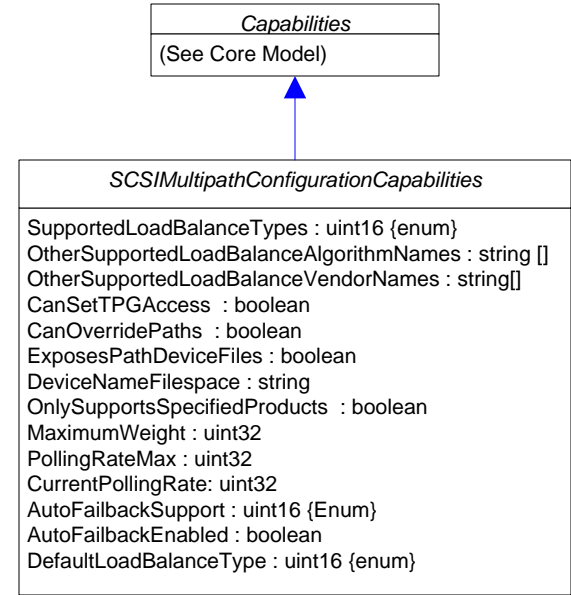 Capabilities
(See Core Model)
SCSIMultipathConfigurationCapabilities
SupportedLoadBalanceTypes : uint16 {enum}
OtherSupportedLoadBalanceAlgorithmNames : string []
OtherSupportedLoadBalanceVendorNames : string[]
CanSetTPGAccess : boolean
CanOverridePaths : boolean
ExposesPathDeviceFiles : boolean
DeviceNameFilespace : string
OnlySupportsSpecifiedProducts : boolean
MaximumWeight : uint32
PollingRateMax : uint32
CurrentPollingRate: uint32
AutoFailbackSupport : uint16 {Enum}
AutoFailbackEnabled : boolean
DefaultLoadBalanceType : uint16 {enum}